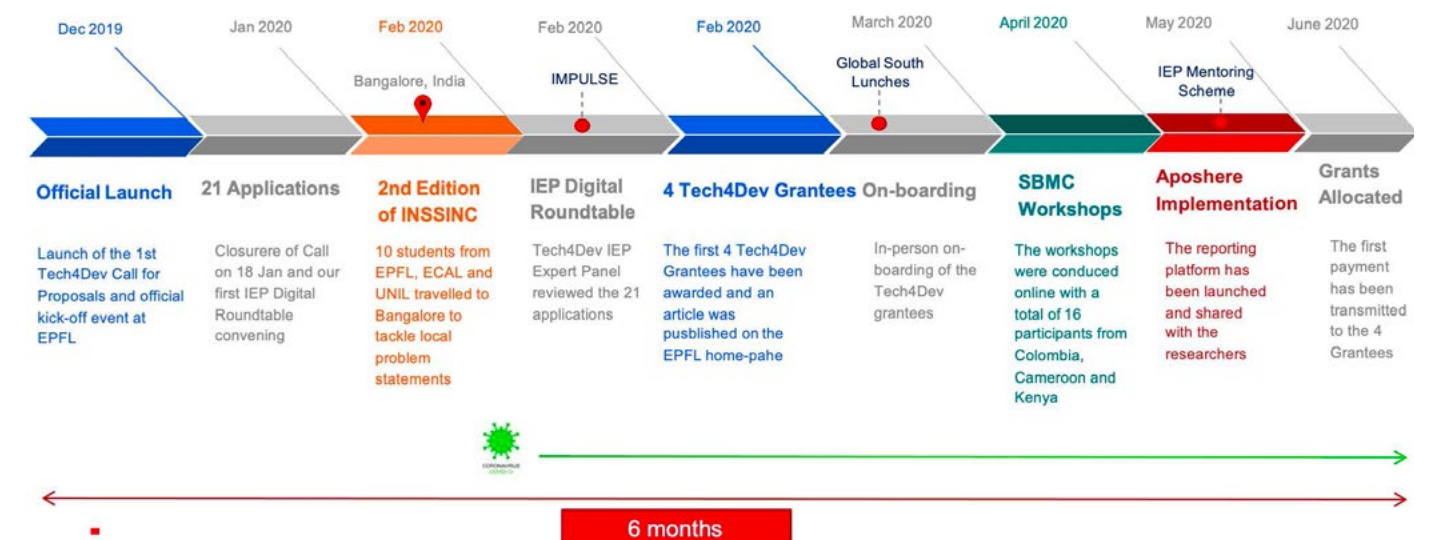 Dec 2019
Jan 2020
Feb 2020
Feb 2020
Feb 2020
March 2020
April 2020
May 2020
June 2020
Bangalore, India
IMPULSE
Global South
Lunches
IEP Mentoring
Scheme
Official Launch
Launch of the 1st
Tech4Dev Call for
Proposals and official
kick-off event at
EPFL
21 Applications
Closurere of Call
on 18 Jan and our
first IEP Digital
Roundtable
convening
2nd Edition
of INSSINC
10 students from
EPFL, ECAL and
UNIL travelled to
Bangalore to
tackle local
problem
statements
IEP Digital
Roundtable
Tech4Dev IEP
Expert Panel
reviewed the 21
applications
4 Tech4Dev Grantees
The first 4 Tech4Dev
Grantees have been
awarded and an
article was
pusblished on the
EPFL home-pahe
On-boarding
In-person on-
boarding of the
Tech4Dev
grantees
SBMC
Workshops
The workshops
were conduced
online with a
total of 16
participants from
Colombia,
Cameroon and
Kenya
Aposhere
Implementation
The reporting
platform has
been launched
and shared
with the
researchers
Grants
Allocated
The first
payment
has been
transmitted
to the 4
Grantees
CORONAVIRUS
COVID-19
6 months